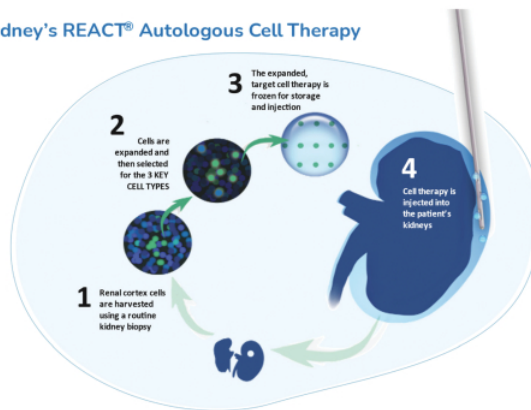 dney's REACT® Autologous Cell Therapy
1
Renal cortex cells
are harvested
using a routine
kidney biopsy
2
Cells are
expanded and
then selected
for the 3 KEY
CELL TYPES
3
The expanded,
target cell therapy is
frozen for storage
and injection
4
Cell therapy is
injected into
the patient's
kidneys